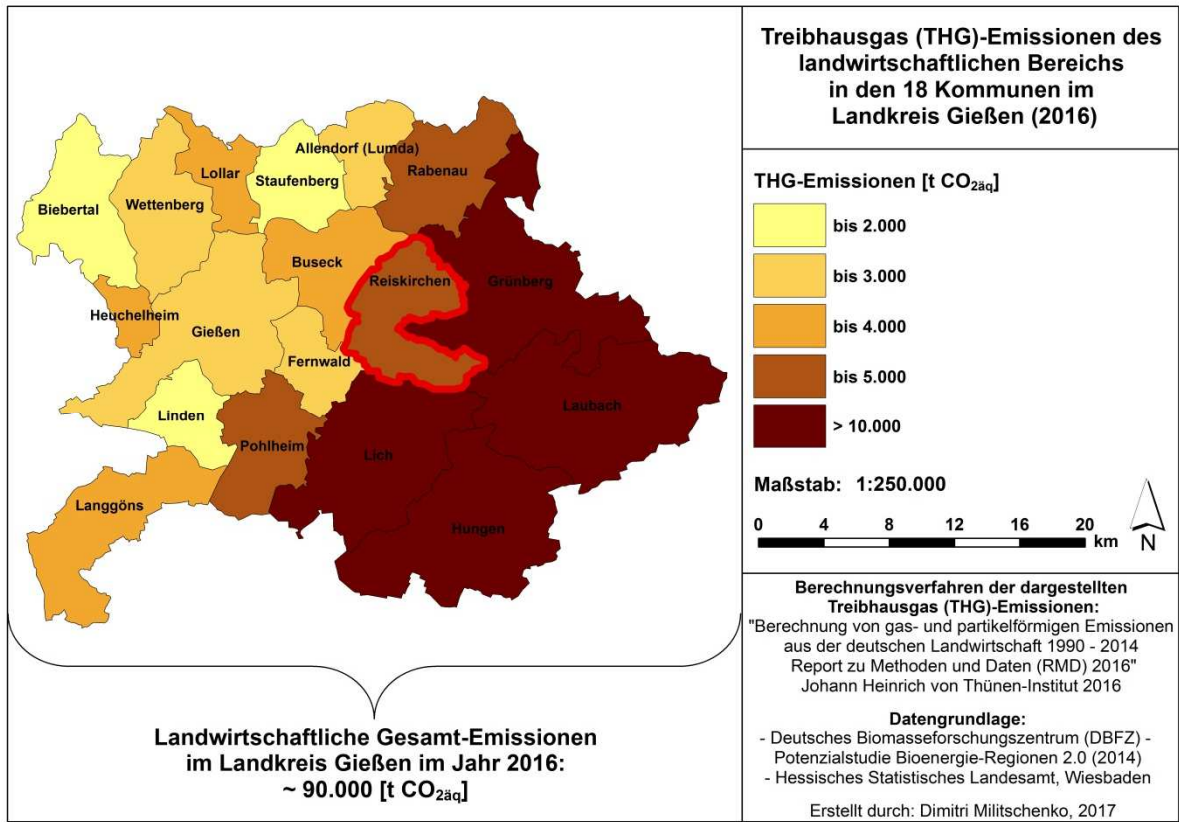 Treibhausgas (THG)-Emissionen des
landwirtschaftlichen Bereichs
in den 18 Kommunen im
Landkreis Gießen (2016)
THG-Emissionen [t CO₂äq]
bis 2.000
bis 3.000
bis 4.000
bis 5.000
> 10.000
Maßstab: 1:250.000
0 4 8 12 16 20
km
N
Allendorf (Lumda)
Lollar
Rabenau
Staufenberg
Biebertal
Wettenberg
Buseck
Reiskirchen
Grünberg
Heuchelheim
Gießen
Fernwald
Laubach
Linden
Pohlheim
Lich
Langgöns
Hungen
Landwirtschaftliche Gesamt-Emissionen
im Landkreis Gießen im Jahr 2016:
~ 90.000 [t CO₂äq]
Berechnungsverfahren der dargestellten
Treibhausgas (THG)-Emissionen:
"Berechnung von gas- und partikelförmigen Emissionen
aus der deutschen Landwirtschaft 1990 - 2014
Report zu Methoden und Daten (RMD) 2016"
Johann Heinrich von Thünen-Institut 2016
Datengrundlage:
- Deutsches Biomasseforschungszentrum (DBFZ) -
Potenzialstudie Bioenergie-Regionen 2.0 (2014)
- Hessisches Statistisches Landesamt, Wiesbaden
Erstellt durch: Dimitri Militschenko, 2017